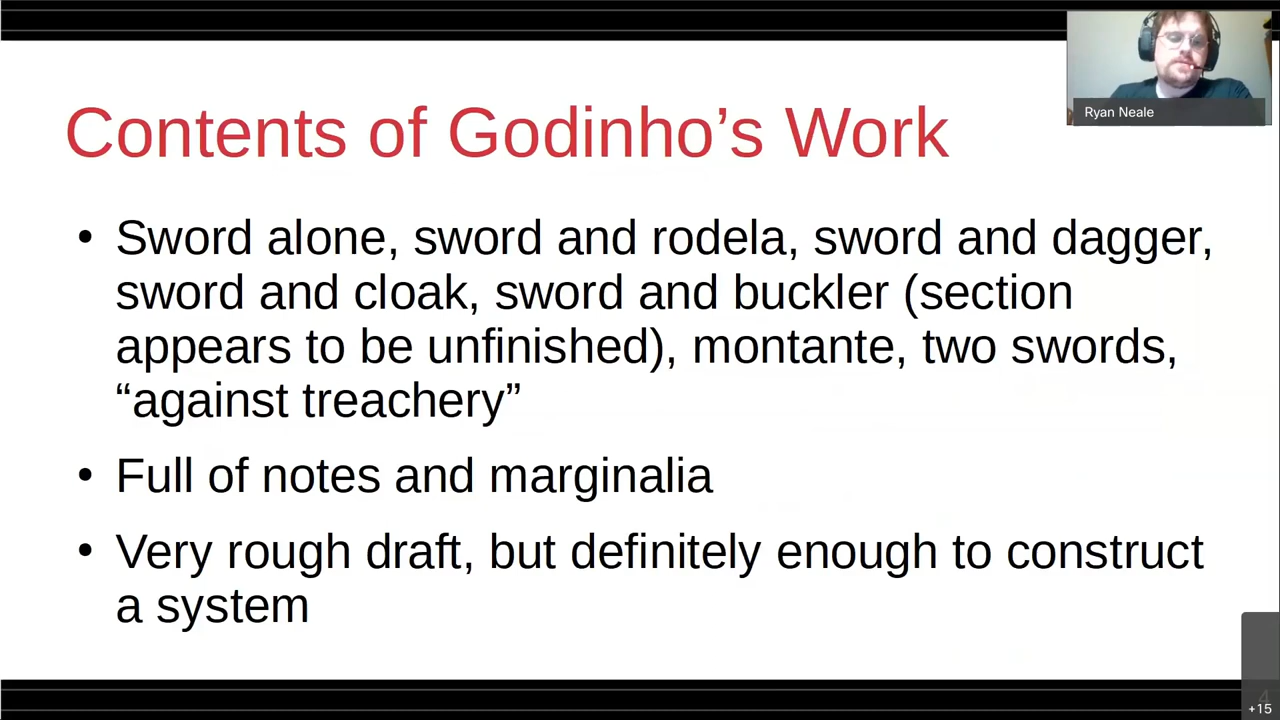 Contents of Godinho’s Work
Ryan Neale
• Sword alone, sword and rodela, sword and dagger,
sword and cloak, sword and buckler (section
appears to be unfinished), montante, two swords,
“against treachery”
• Full of notes and marginalia
• Very rough draft, but definitely enough to construct
a system
4
+15